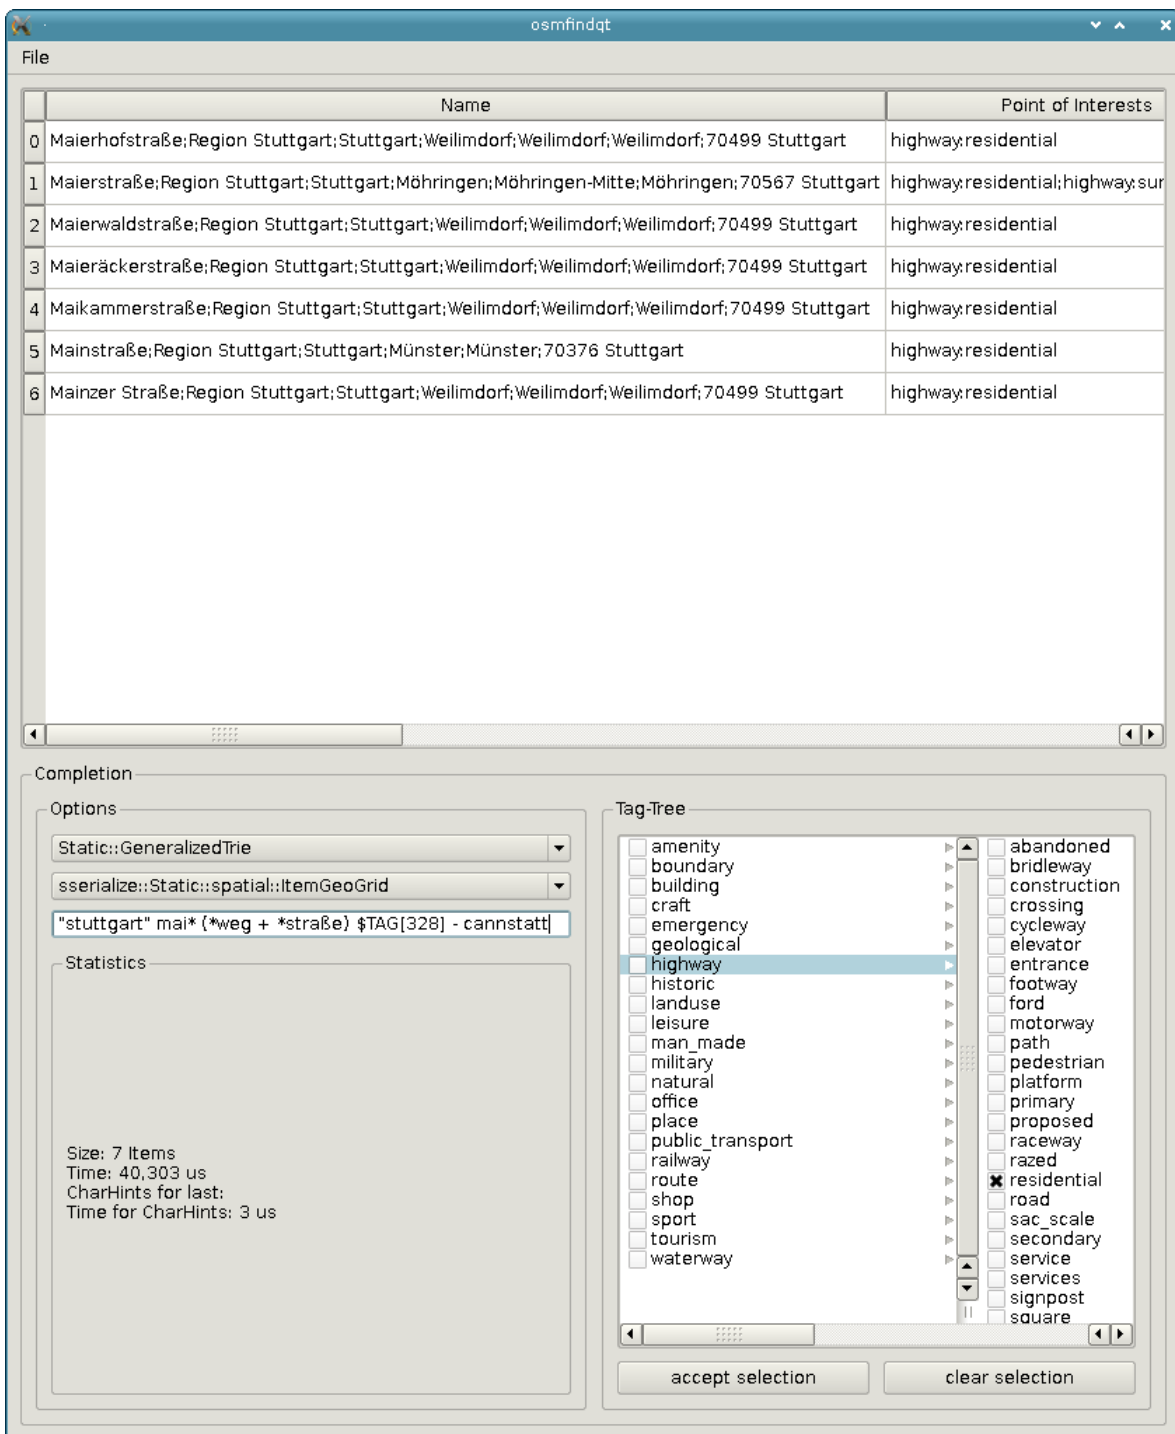 osmfindqt
File
Name Point of Interests
0 Maierhofstraße;Region Stuttgart;Stuttgart;Weilimdorf;Weilimdorf;Weilimdorf;70499 Stuttgart highway:residential
1 Maierstraße;Region Stuttgart;Stuttgart;Möhringen;Möhringen-Mitte;Möhringen;70567 Stuttgart highway:residential;highway:sur
2 Maierwaldstraße;Region Stuttgart;Stuttgart;Weilimdorf;Weilimdorf;Weilimdorf;70499 Stuttgart highway:residential
3 Maieräckerstraße;Region Stuttgart;Stuttgart;Weilimdorf;Weilimdorf;Weilimdorf;70499 Stuttgart highway:residential
4 Maikammerstraße;Region Stuttgart;Stuttgart;Weilimdorf;Weilimdorf;Weilimdorf;70499 Stuttgart highway:residential
5 Mainstraße;Region Stuttgart;Stuttgart;Münster;Münster;70376 Stuttgart highway:residential
6 Mainzer Straße;Region Stuttgart;Stuttgart;Weilimdorf;Weilimdorf;Weilimdorf;70499 Stuttgart highway:residential
Completion
Options
Static::GeneralizedTrie
sserialize::Static::spatial::ItemGeoGrid
"stuttgart" mai* (*weg + *straße) $TAG[328] - cannstatt
Statistics
Size: 7 Items
Time: 40,303 us
CharHints for last:
Time for CharHints: 3 us
Tag-Tree
amenity
boundary
building
craft
emergency
geological
highway
historic
landuse
leisure
man_made
military
natural
office
place
public_transport
railway
route
shop
sport
tourism
waterway
abandoned
bridleway
construction
crossing
cycleway
elevator
entrance
footway
ford
motorway
path
pedestrian
platform
primary
proposed
raceway
razed
residential
road
sac_scale
secondary
service
services
signpost
square
accept selection
clear selection